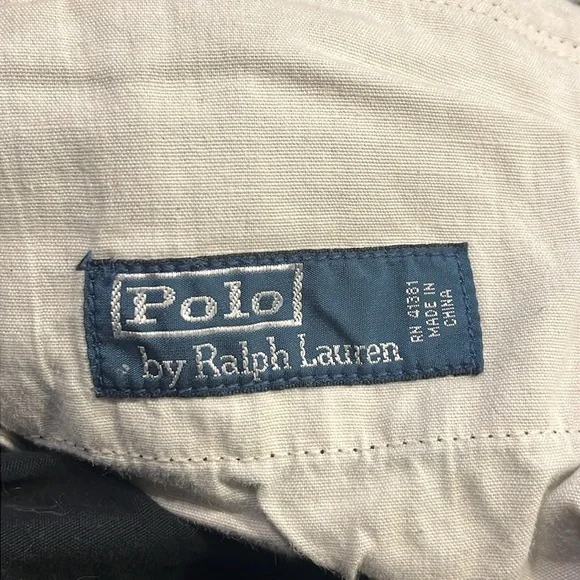 Polo
by Ralph Lauren
RN 41381
MADE IN
CHINA